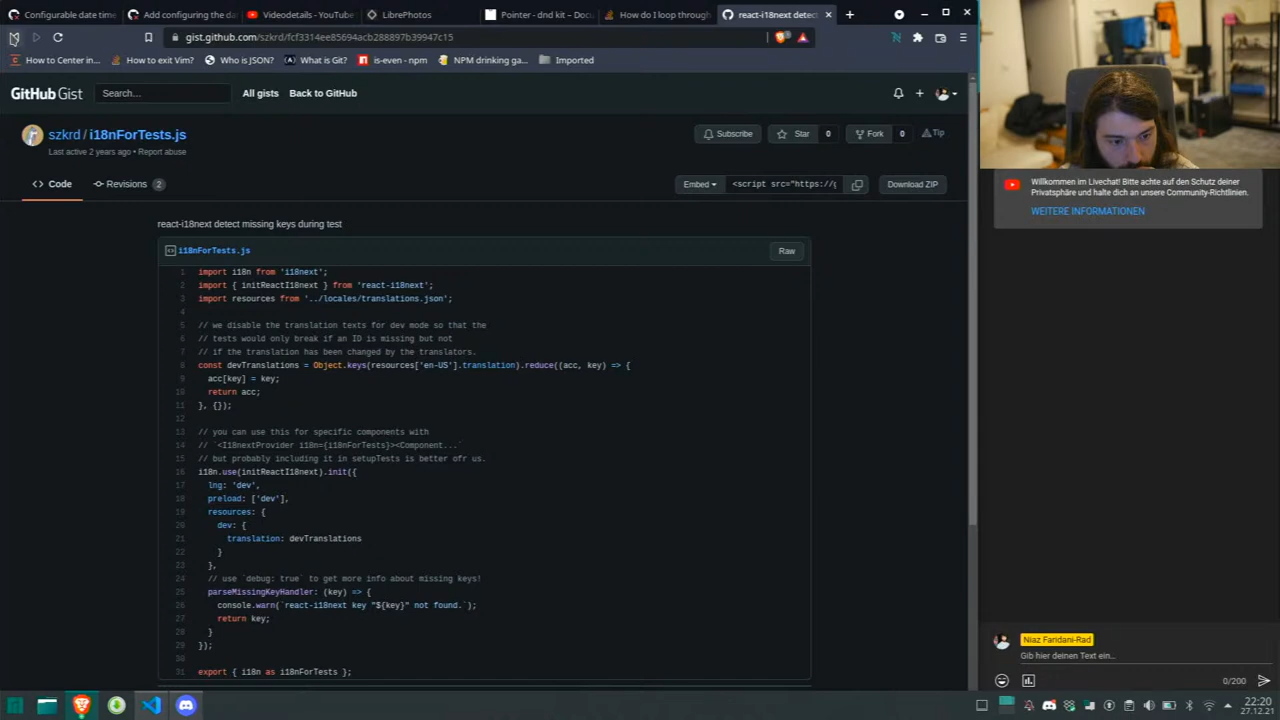 Configurable date time
Add configuring the da
Videodetails - YouTube
LibrePhotos
Pointer - dnd kit – Docu
How do I loop through
react-i18next detect
gist.github.com/szkrd/fcf3314ee85694acb288897b39947c15
How to Center in...
How to exit Vim?
Who is JSON?
What is Git?
is-even - npm
NPM drinking ga...
Imported
GitHub Gist
Search...
All gists
Back to GitHub
szkrd / i18nForTests.js
Last active 2 years ago • Report abuse
Subscribe
Star 0
Fork 0
Tip
Code
Revisions 2
Embed
<script src="https://g
Download ZIP
react-i18next detect missing keys during test
i18nForTests.js
Raw
1 import i18n from 'i18next';
2 import { initReactI18next } from 'react-i18next';
3 import resources from '../locales/translations.json';
4
5 // we disable the translation texts for dev mode so that the
6 // tests would only break if an ID is missing but not
7 // if the translation has been changed by the translators.
8 const devTranslations = Object.keys(resources['en-US'].translation).reduce((acc, key) => {
9 acc[key] = key;
10 return acc;
11 }, {});
12
13 // you can use this for specific components with
14 // `<I18nextProvider i18n={i18nForTests}><Component...`
15 // but probably including it in setupTests is better ofr us.
16 i18n.use(initReactI18next).init({
17 lng: 'dev',
18 preload: ['dev'],
19 resources: {
20 dev: {
21 translation: devTranslations
22 }
23 },
24 // use `debug: true` to get more info about missing keys!
25 parseMissingKeyHandler: (key) => {
26 console.warn(`react-i18next key "${key}" not found.`);
27 return key;
28 }
29 });
30
31 export { i18n as i18nForTests };
Willkommen im Livechat! Bitte achte auf den Schutz deiner
Privatsphäre und halte dich an unsere Community-Richtlinien.
WEITERE INFORMATIONEN
Niaz Faridani-Rad
Gib hier deinen Text ein...
0/200
22:20
27.12.21